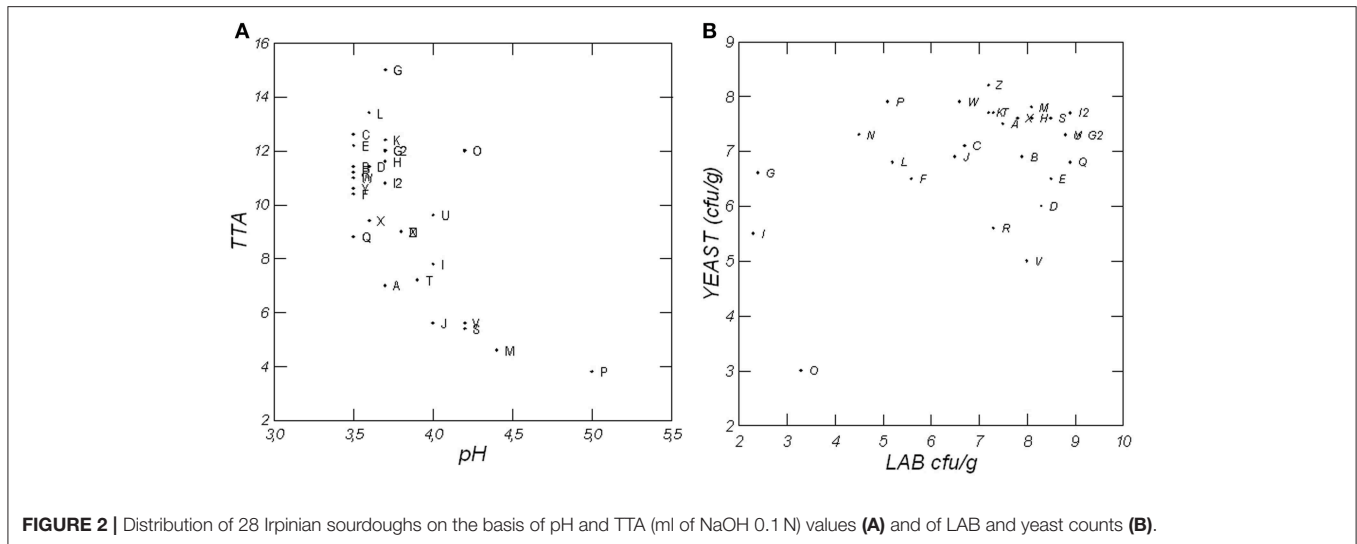 A
16
14
12
10
8
6
4
2
TTA
3,0 3,5 4,0 4,5 5,0 5,5
pH
G
L
C
E
K
G2
O
H
D
I2
Y
F
U
X
Q
I
T
A
J
V
S
M
P
B
9
8
7
6
5
4
3
2
YEAST (cfu/g)
2 3 4 5 6 7 8 9 10
LAB cfu/g
Z
P
W
M
KT
I2
X
H
S
A
N
G2
C
J
B
L
Q
G
F
E
D
R
I
V
O
FIGURE 2 | Distribution of 28 Irpinian sourdoughs on the basis of pH and TTA (ml of NaOH 0.1 N) values (A) and of LAB and yeast counts (B).